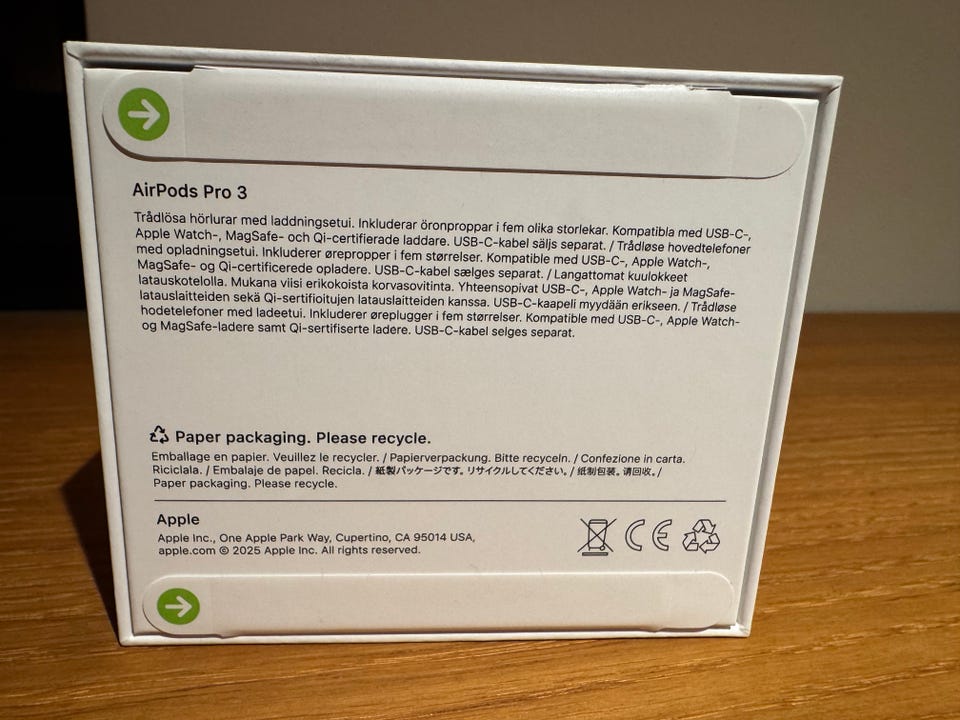 AirPods Pro 3
Trådlösa hörlurar med laddningsetui. Inkluderar öronproppar i fem olika storlekar. Kompatibla med USB-C-,
Apple Watch-, MagSafe- och Qi-certifierade laddare. USB-C-kabel säljs separat. / Trådløse hovedtelefoner
med opladningsetui. Inkluderer ørepropper i fem størrelser. Kompatible med USB-C-, Apple Watch-,
MagSafe- og Qi-certificerede opladere. USB-C-kabel sælges separat. / Langattomat kuulokkeet
latauskotelolla. Mukana viisi erikokoista korvasovitinta. Yhteensopivat USB-C-, Apple Watch- ja MagSafe-
latauslaitteiden sekä Qi-sertifioitujen latauslaitteiden kanssa. USB-C-kaapeli myydään erikseen. / Trådløse
hodetelefoner med ladeetui. Inkluderer øreplugger i fem størrelser. Kompatible med USB-C-, Apple Watch-
og MagSafe-ladere samt Qi-sertifiserte ladere. USB-C-kabel selges separat.
Paper packaging. Please recycle.
Emballage en papier. Veuillez le recycler. / Papierverpackung. Bitte recyceln. / Confezione in carta.
Riciclala. / Embalaje de papel. Recicla. / 紙製パッケージです。リサイクルしてください。/ 纸制包装。请回收。/
Paper packaging. Please recycle.
Apple
Apple Inc., One Apple Park Way, Cupertino, CA 95014 USA,
apple.com © 2025 Apple Inc. All rights reserved.
CE